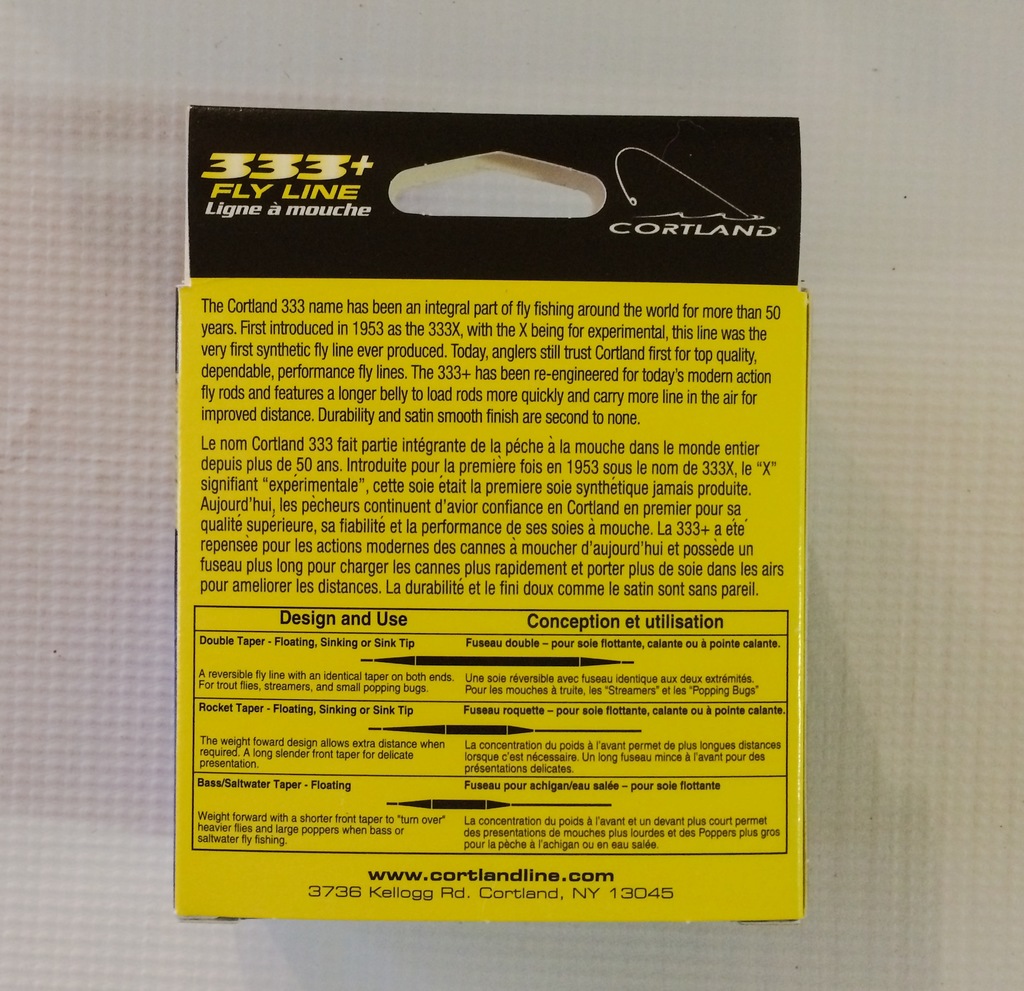 333+
FLY LINE
Ligne à mouche
CORTLAND
The Cortland 333 name has been an integral part of fly fishing around the world for more than 50
years. First introduced in 1953 as the 333X, with the X being for experimental, this line was the
very first synthetic fly line ever produced. Today, anglers still trust Cortland first for top quality,
dependable, performance fly lines. The 333+ has been re-engineered for today's modern action
fly rods and features a longer belly to load rods more quickly and carry more line in the air for
improved distance. Durability and satin smooth finish are second to none.
Le nom Cortland 333 fait partie intégrante de la péche à la mouche dans le monde entier
depuis plus de 50 ans. Introduite pour la première fois en 1953 sous le nom de 333X, le "X"
signifiant "expérimentale", cette soie était la premiere soie synthétique jamais produite.
Aujourd'hui, les pècheurs continuent d'avior confiance en Cortland en premier pour sa
qualité supérieure, sa fiabilité et la performance de ses soies à mouche. La 333+ a éte
repensée pour les actions modernes des cannes à moucher d'aujourd'hui et possède un
fuseau plus long pour charger les cannes plus rapidement et porter plus de soie dans les airs
pour ameliorer les distances. La durabilité et le fini doux comme le satin sont sans pareil.
Design and Use
Conception et utilisation
Double Taper - Floating, Sinking or Sink Tip
Fuseau double – pour soie flottante, calante ou à pointe calante.
A reversible fly line with an identical taper on both ends.
For trout flies, streamers, and small popping bugs.
Une soie réversible avec fuseau identique aux deux extrémités.
Pour les mouches à truite, les "Streamers" et les "Popping Bugs"
Rocket Taper - Floating, Sinking or Sink Tip
Fuseau roquette – pour soie flottante, calante ou à pointe calante.
The weight foward design allows extra distance when
required. A long slender front taper for delicate
presentation.
La concentration du poids à l'avant permet de plus longues distances
lorsque c'est nécessaire. Un long fuseau mince à l'avant pour des
présentations delicates.
Bass/Saltwater Taper - Floating
Fuseau pour achigan/eau salée – pour soie flottante
Weight forward with a shorter front taper to "turn over"
heavier flies and large poppers when bass or
saltwater fly fishing.
La concentration du poids à l'avant et un devant plus court permet
des presentations de mouches plus lourdes et des Poppers plus gros
pour la pèche à l'achigan ou en eau salée.
www.cortlandline.com
3736 Kellogg Rd. Cortland, NY 13045